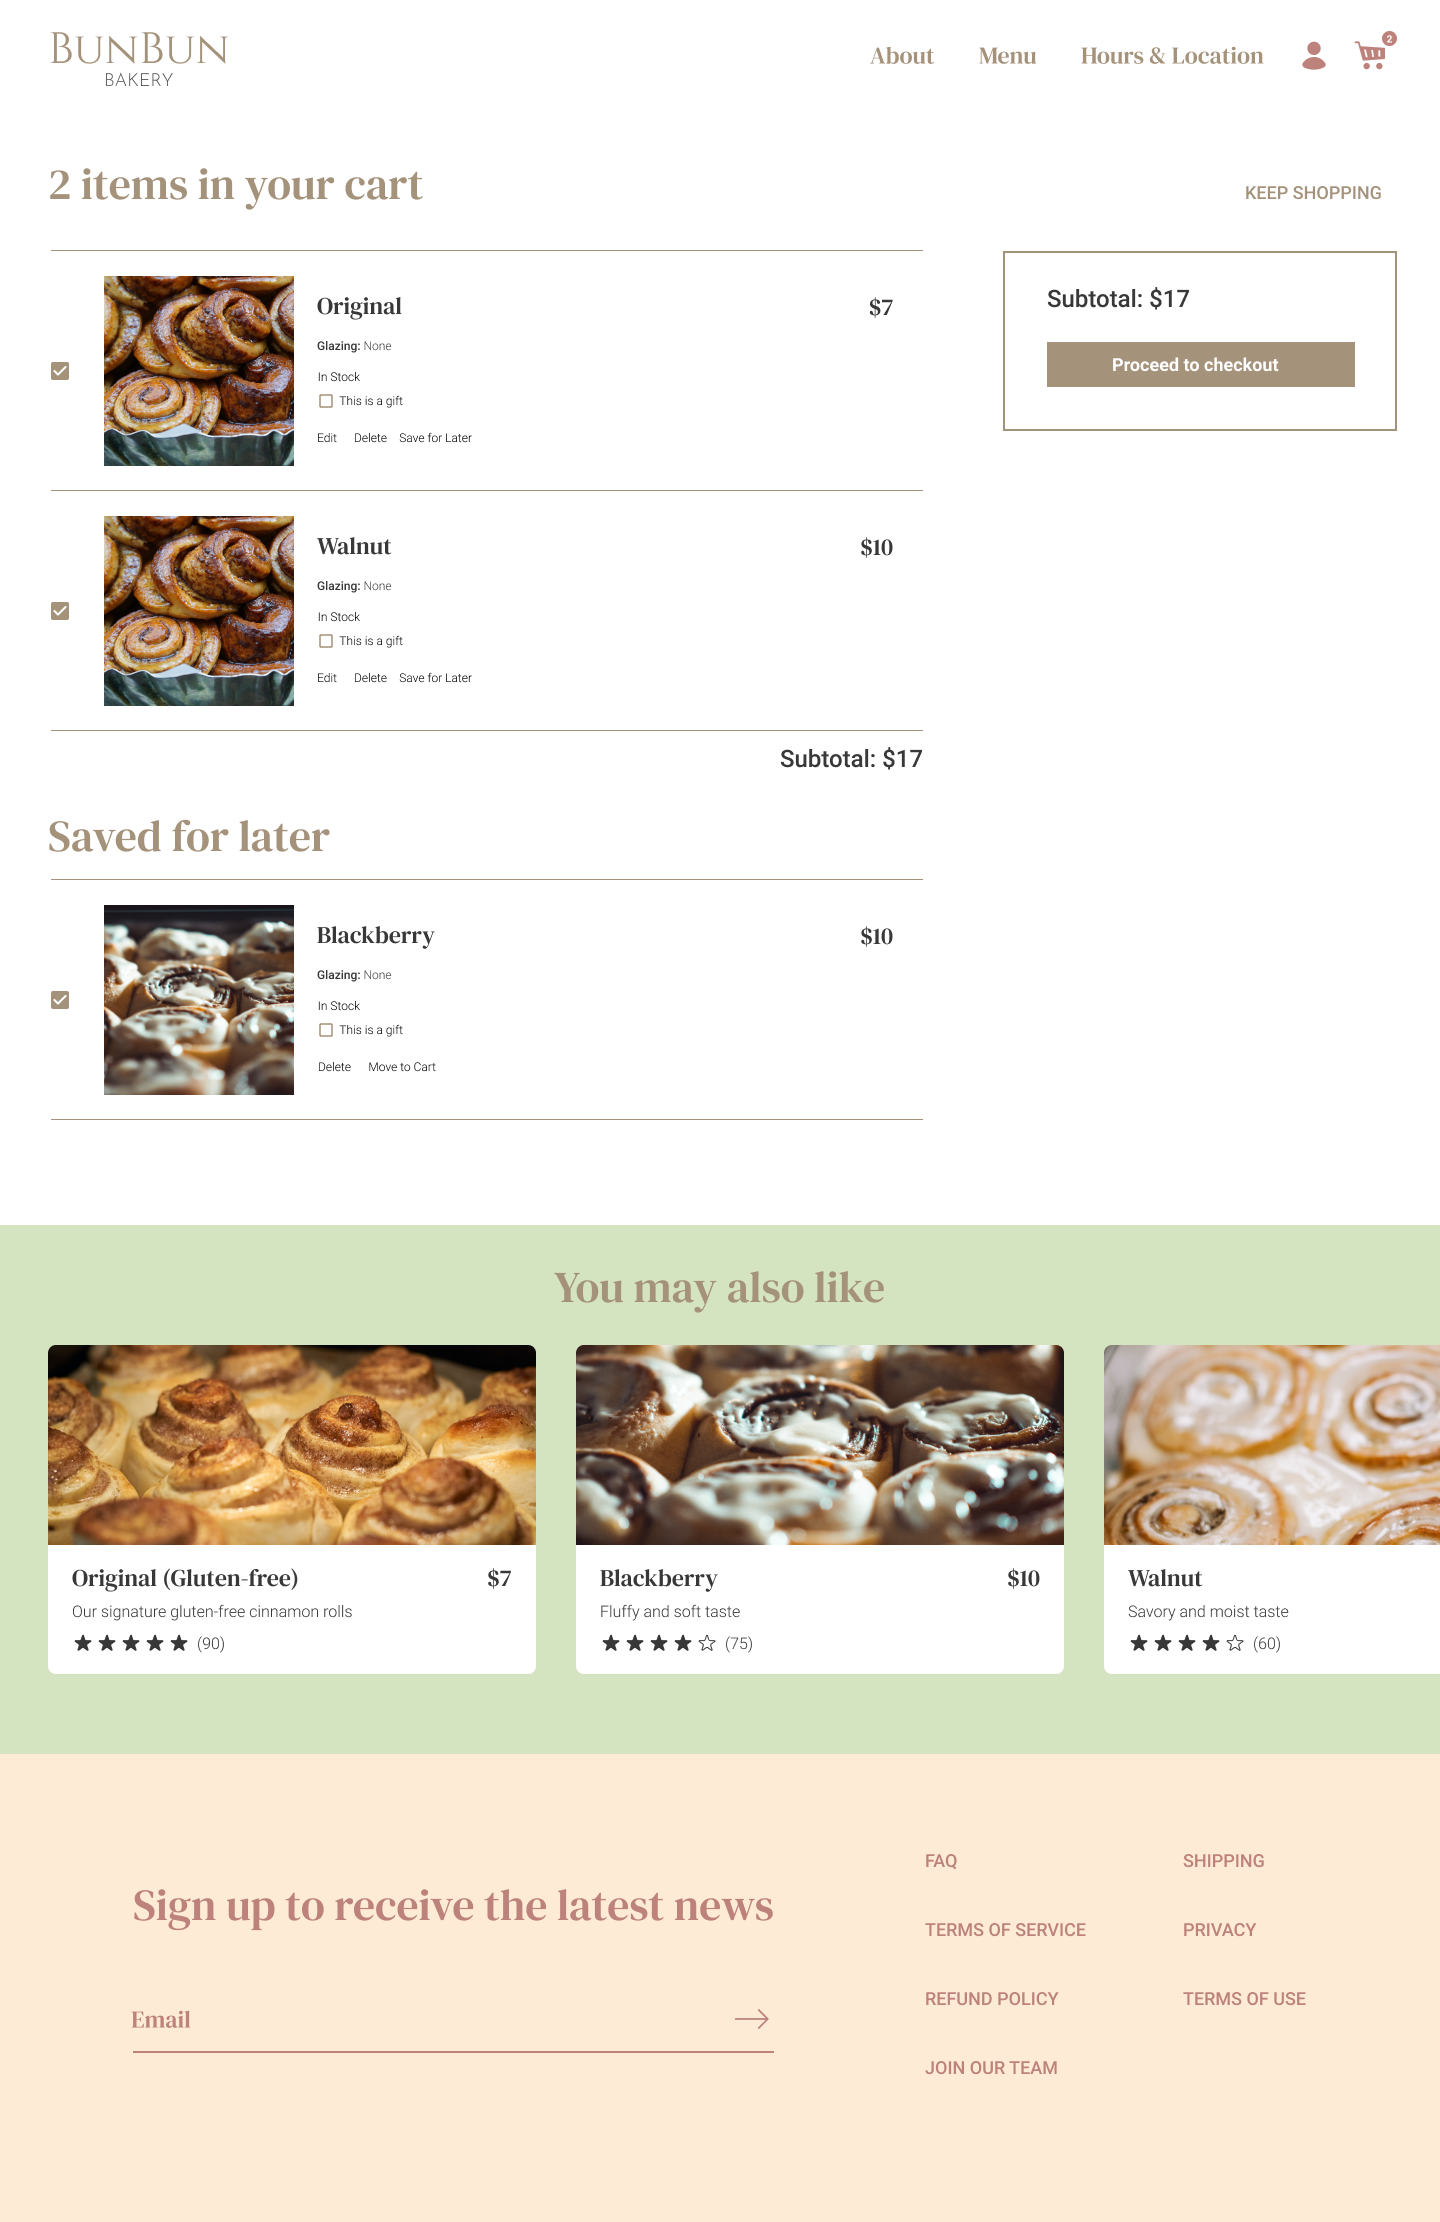 BUNBUN
BAKERY
About
Menu
Hours & Location
2
2 items in your cart
KEEP SHOPPING
Original
$7
Glazing: None
In Stock
This is a gift
Edit Delete Save for Later
Subtotal: $17
Proceed to checkout
Walnut
$10
Glazing: None
In Stock
This is a gift
Edit Delete Save for Later
Subtotal: $17
Saved for later
Blackberry
$10
Glazing: None
In Stock
This is a gift
Delete Move to Cart
You may also like
Original (Gluten-free) $7
Our signature gluten-free cinnamon rolls
(90)
Blackberry $10
Fluffy and soft taste
(75)
Walnut
Savory and moist taste
(60)
Sign up to receive the latest news
Email
FAQ
TERMS OF SERVICE
REFUND POLICY
JOIN OUR TEAM
SHIPPING
PRIVACY
TERMS OF USE